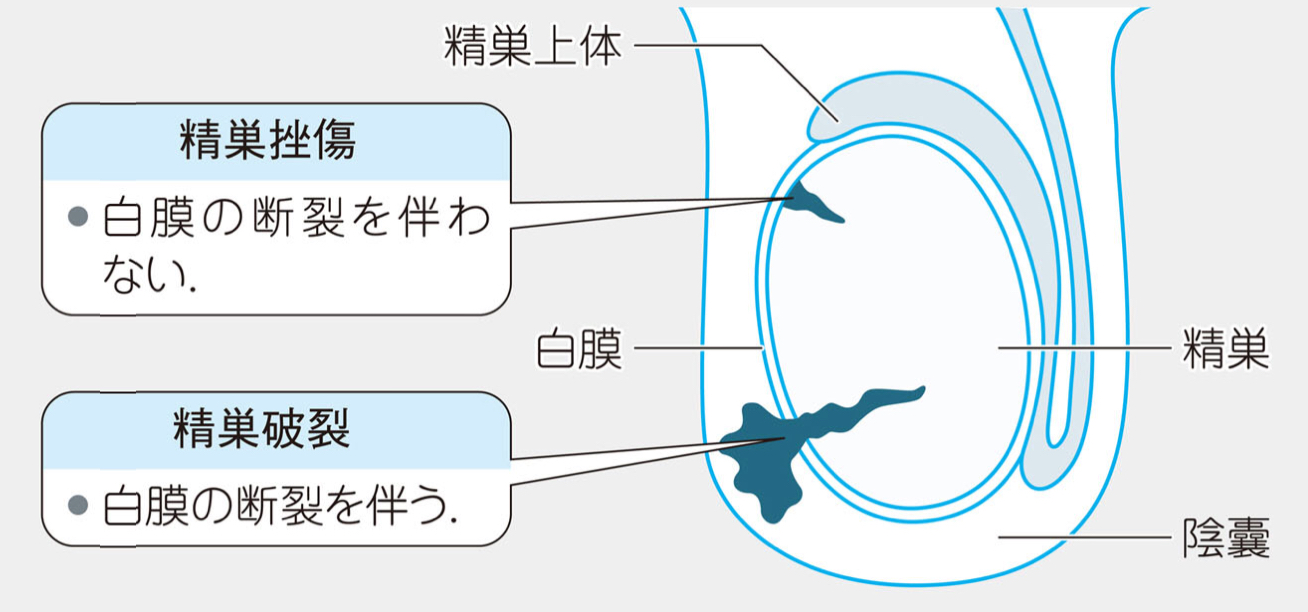 精巣上体
精巣挫傷
● 白膜の断裂を伴わ
ない.
白膜
精巣
精巣破裂
● 白膜の断裂を伴う.
陰嚢